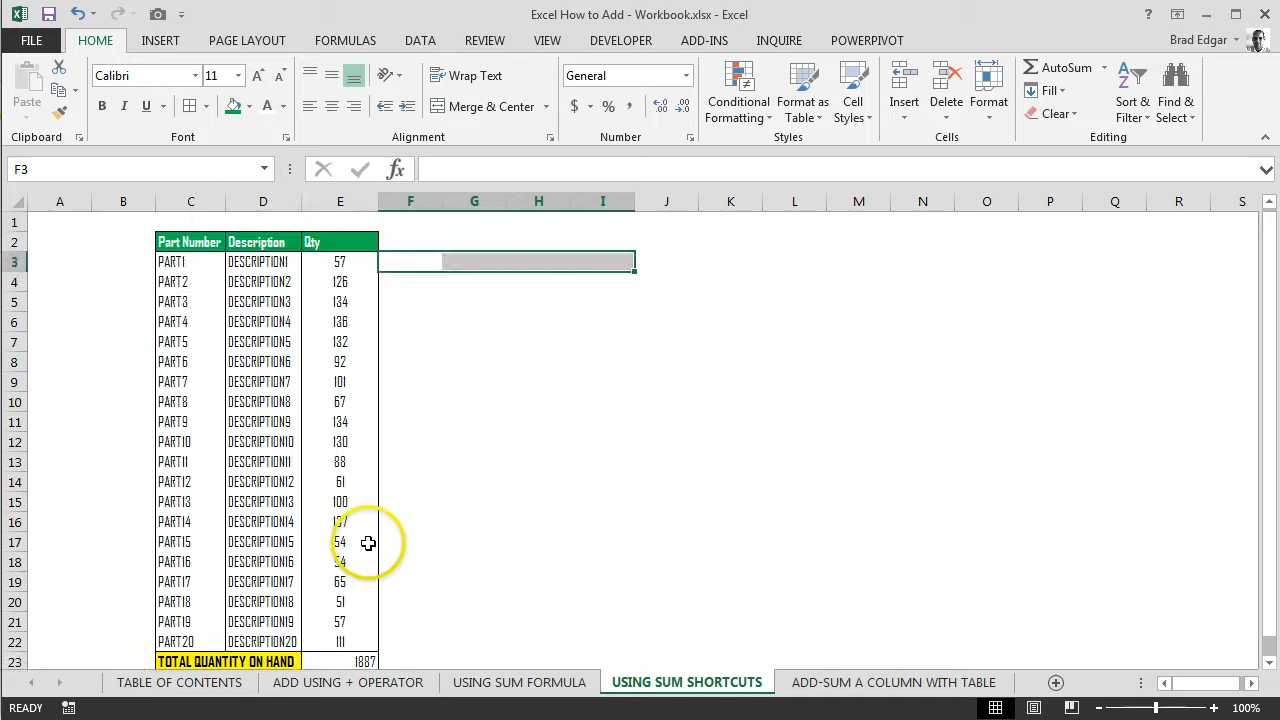 Excel How to Add - Workbook.xlsx - Excel
FILE HOME INSERT PAGE LAYOUT FORMULAS DATA REVIEW VIEW DEVELOPER ADD-INS INQUIRE POWERPIVOT Brad Edgar
Paste
Clipboard
Calibri 11
B I U A
Font
Wrap Text
Merge & Center
Alignment
General
$ % ,
Number
Conditional Formatting
Format as Table
Cell Styles
Styles
Insert Delete Format
Cells
AutoSum
Fill
Clear
Sort & Filter
Find & Select
Editing
F3 fx
A B C D E F G H I J K L M N O P Q R S
1
2 Part Number Description Qty
3 PART1 DESCRIPTION1 57
4 PART2 DESCRIPTION2 126
5 PART3 DESCRIPTION3 134
6 PART4 DESCRIPTION4 136
7 PART5 DESCRIPTION5 132
8 PART6 DESCRIPTION6 92
9 PART7 DESCRIPTION7 101
10 PART8 DESCRIPTION8 67
11 PART9 DESCRIPTION9 134
12 PART10 DESCRIPTION10 130
13 PART11 DESCRIPTION11 88
14 PART12 DESCRIPTION12 61
15 PART13 DESCRIPTION13 100
16 PART14 DESCRIPTION14
17 PART15 DESCRIPTION15 54
18 PART16 DESCRIPTION16 54
19 PART17 DESCRIPTION17 65
20 PART18 DESCRIPTION18 51
21 PART19 DESCRIPTION19 57
22 PART20 DESCRIPTION20 111
23 TOTAL QUANTITY ON HAND 1887
TABLE OF CONTENTS ADD USING + OPERATOR USING SUM FORMULA USING SUM SHORTCUTS ADD-SUM A COLUMN WITH TABLE
READY 100%